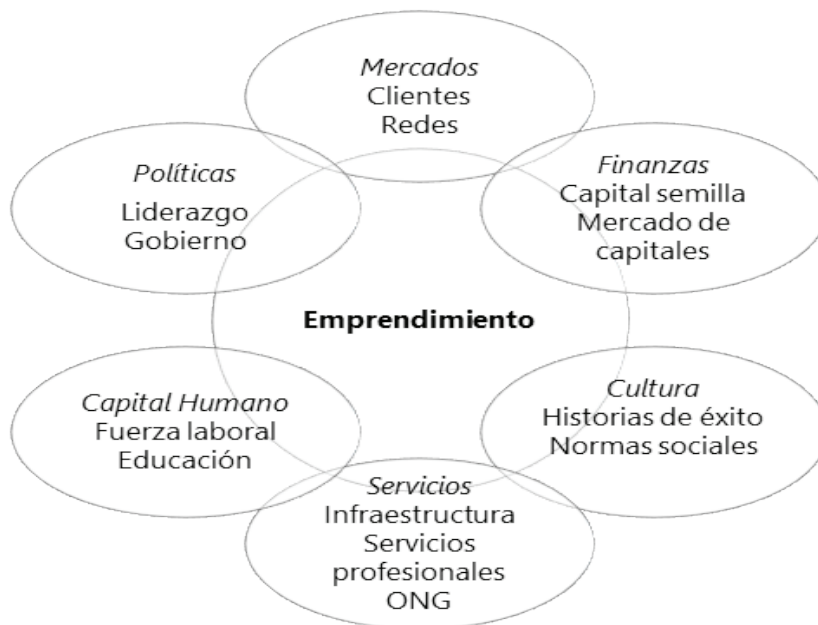 Mercados
Clientes
Redes
Políticas
Liderazgo
Gobierno
Finanzas
Capital semilla
Mercado de
capitales
Emprendimiento
Capital Humano
Fuerza laboral
Educación
Cultura
Historias de éxito
Normas sociales
Servicios
Infraestructura
Servicios
profesionales
ONG